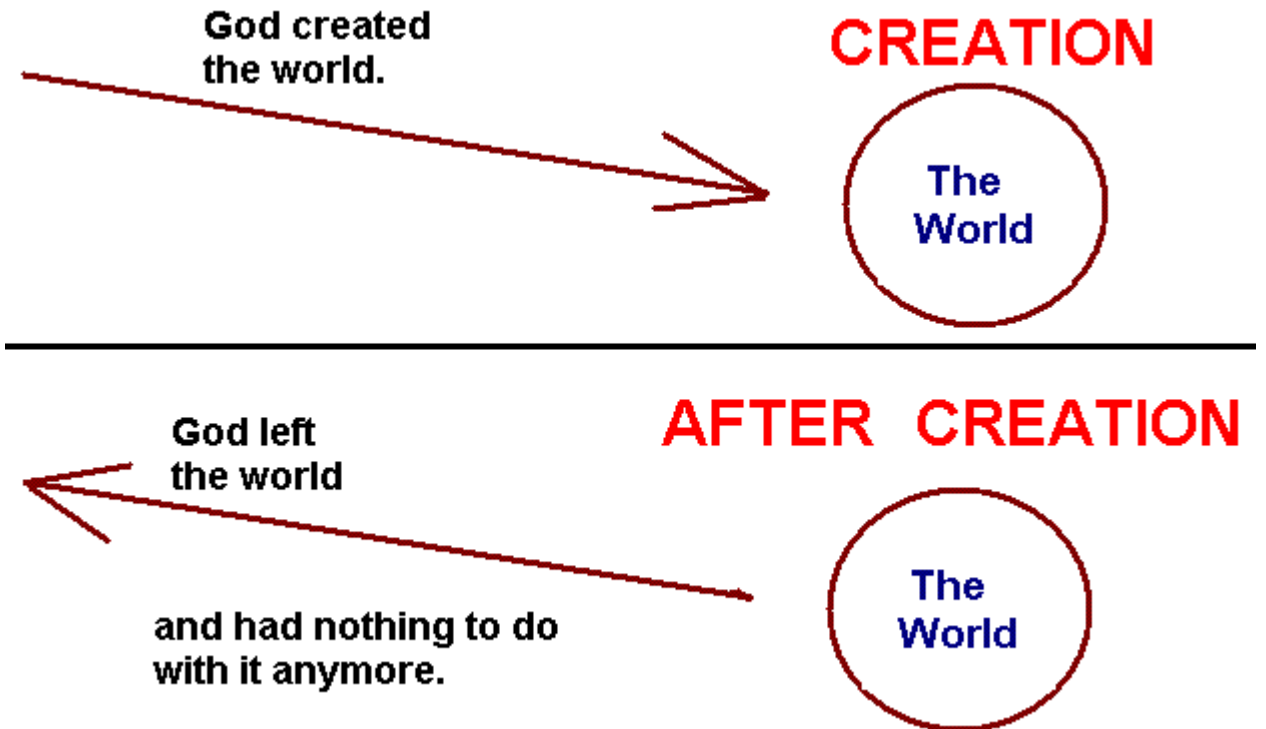 God created
the world.
CREATION
The
World
God left
the world
AFTER CREATION
and had nothing to do
with it anymore.
The
World